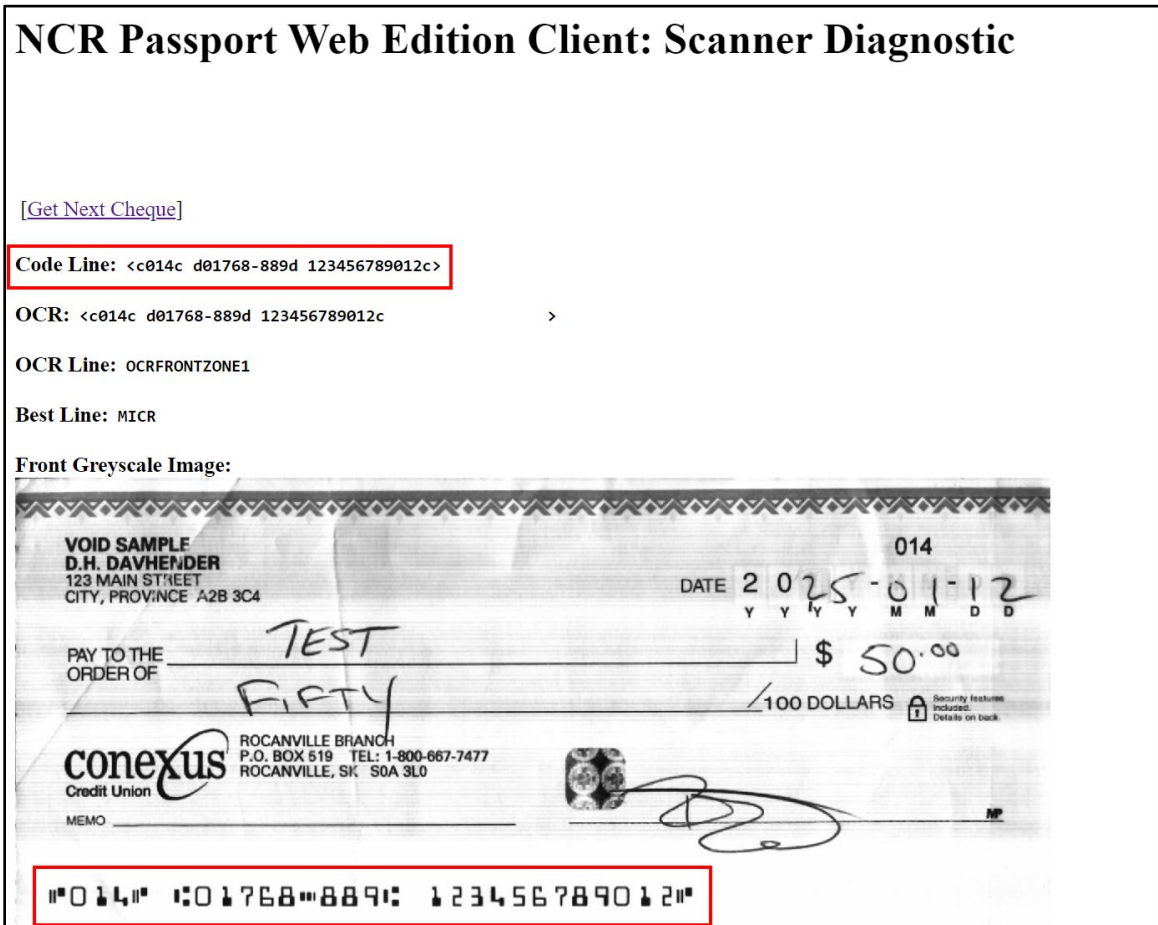 NCR Passport Web Edition Client: Scanner Diagnostic
[Get Next Cheque]
Code Line: <c014c d01768-889d 123456789012c>
OCR: <c014c d01768-889d 123456789012c                     >
OCR Line: OCRFRONTZONE1
Best Line: MICR
Front Greyscale Image:
VOID SAMPLE
D.H. DAVHENDER
123 MAIN STREET
CITY, PROVINCE A2B 3C4
014
DATE 2025-01-12
Y Y Y Y M M D D
PAY TO THE ORDER OF TEST $ 50.00
FIFTY /100 DOLLARS
Security features
included.
Details on back.
conexus
Credit Union
ROCANVILLE BRANCH
P.O. BOX 519 TEL: 1-800-667-7477
ROCANVILLE, SK S0A 3L0
MEMO
MP
⑈014⑈ ⑆01768⑉889⑆ 123456789012⑈